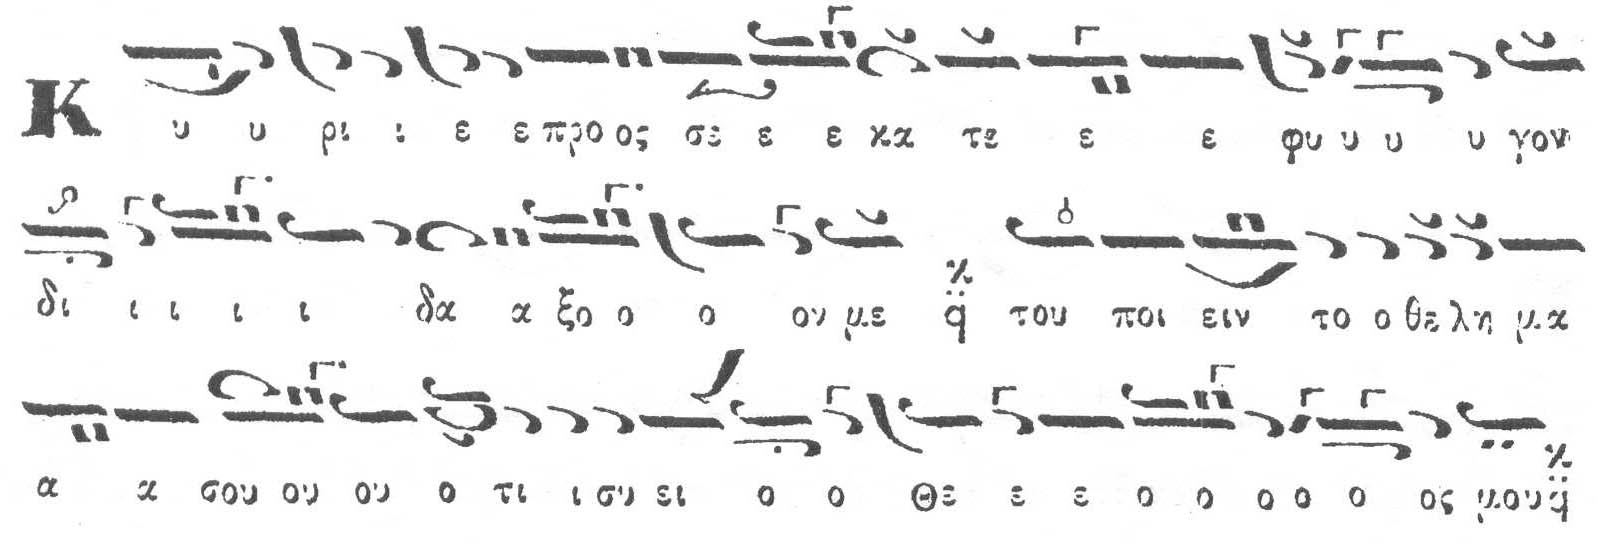 Κ υ υ ρι ι ε ε προ ος σε ε ε κα τε ε ε φυ υ υ υ γον
δι ι ι ι ι δα α ξο ο ο ον με q̈ του ποι ειν το ο θε λη μα
α α σου ου ου ο τι ι συ ει ο ο Θε ε ε ο ο ο ο ο ος μου q̈